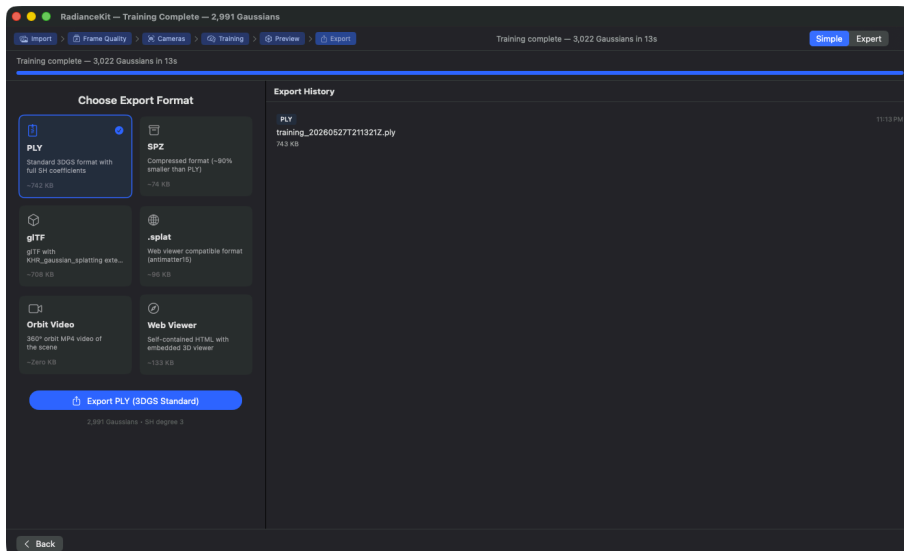 RadianceKit — Training Complete — 2,991 Gaussians
Import > Frame Quality > Cameras > Training > Preview > Export
Training complete — 3,022 Gaussians in 13s
Simple Expert
Training complete — 3,022 Gaussians in 13s
Choose Export Format
PLY
Standard 3DGS format with
full SH coefficients
~742 KB
SPZ
Compressed format (~90%
smaller than PLY)
~74 KB
glTF
glTF with
KHR_gaussian_splatting exte...
~708 KB
.splat
Web viewer compatible format
(antimatter15)
~96 KB
Orbit Video
360° orbit MP4 video of
the scene
~Zero KB
Web Viewer
Self-contained HTML with
embedded 3D viewer
~133 KB
Export PLY (3DGS Standard)
2,991 Gaussians • SH degree 3
< Back
Export History
PLY
11:13 PM
training_20260527T211321Z.ply
743 KB